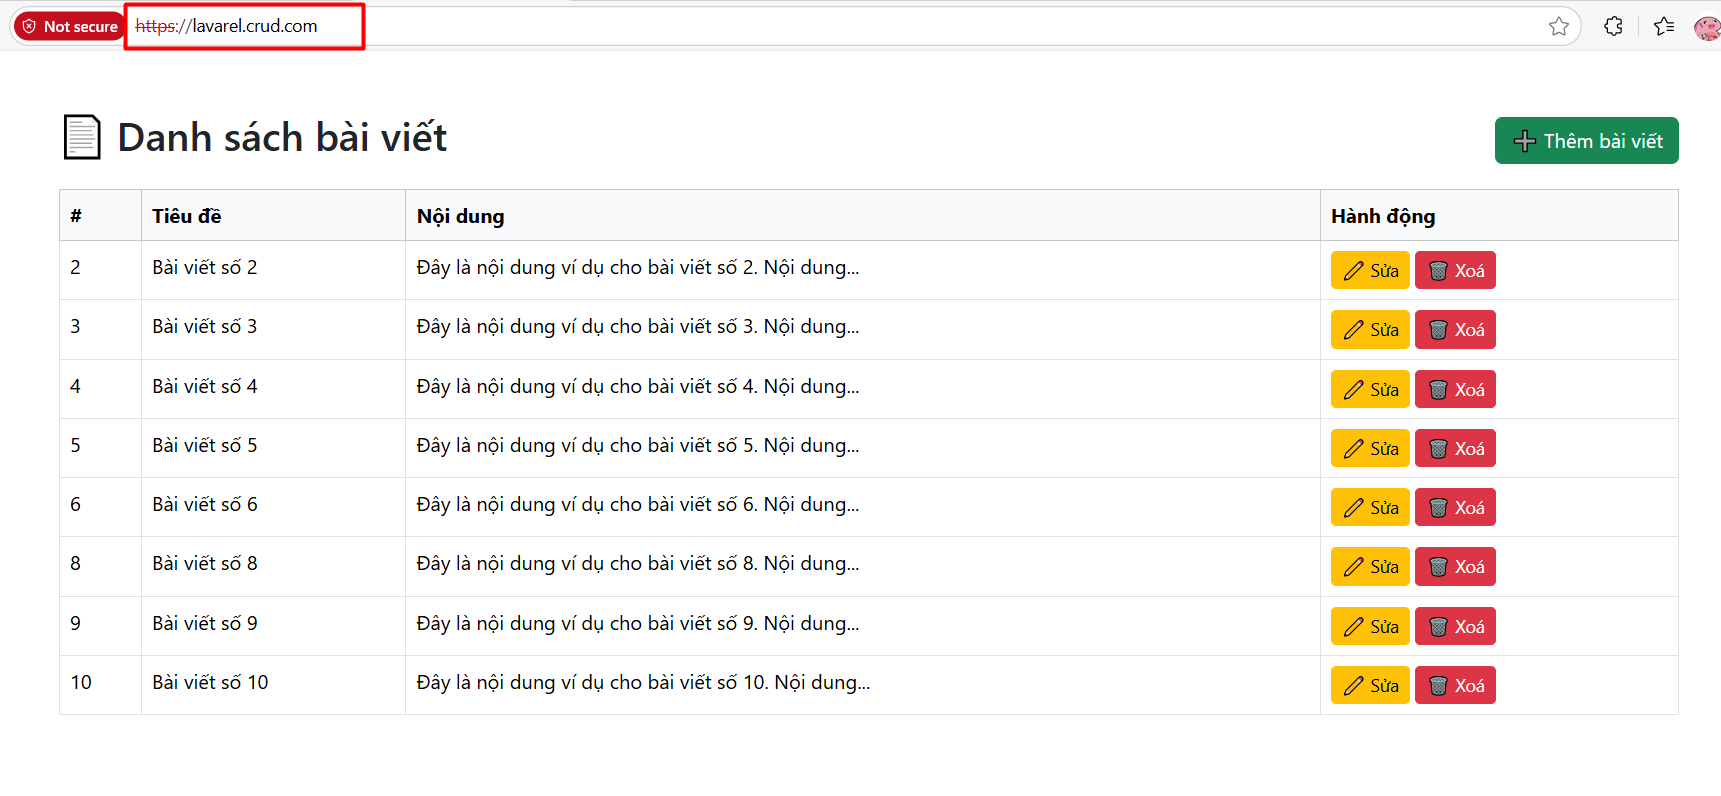 Not secure https://lavarel.crud.com
Danh sách bài viết
Thêm bài viết
# Tiêu đề Nội dung Hành động
2 Bài viết số 2 Đây là nội dung ví dụ cho bài viết số 2. Nội dung... Sửa Xoá
3 Bài viết số 3 Đây là nội dung ví dụ cho bài viết số 3. Nội dung... Sửa Xoá
4 Bài viết số 4 Đây là nội dung ví dụ cho bài viết số 4. Nội dung... Sửa Xoá
5 Bài viết số 5 Đây là nội dung ví dụ cho bài viết số 5. Nội dung... Sửa Xoá
6 Bài viết số 6 Đây là nội dung ví dụ cho bài viết số 6. Nội dung... Sửa Xoá
8 Bài viết số 8 Đây là nội dung ví dụ cho bài viết số 8. Nội dung... Sửa Xoá
9 Bài viết số 9 Đây là nội dung ví dụ cho bài viết số 9. Nội dung... Sửa Xoá
10 Bài viết số 10 Đây là nội dung ví dụ cho bài viết số 10. Nội dung... Sửa Xoá